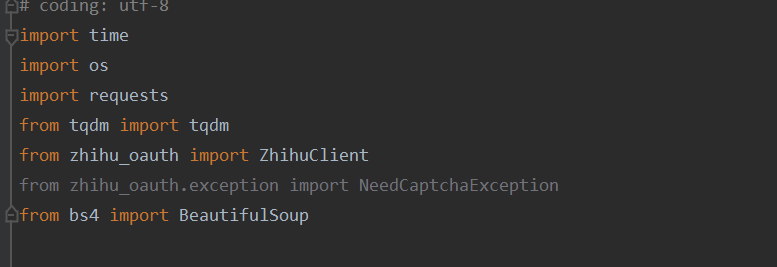 # coding: utf-8
import time
import os
import requests
from tqdm import tqdm
from zhihu_oauth import ZhihuClient
from zhihu_oauth.exception import NeedCaptchaException
from bs4 import BeautifulSoup